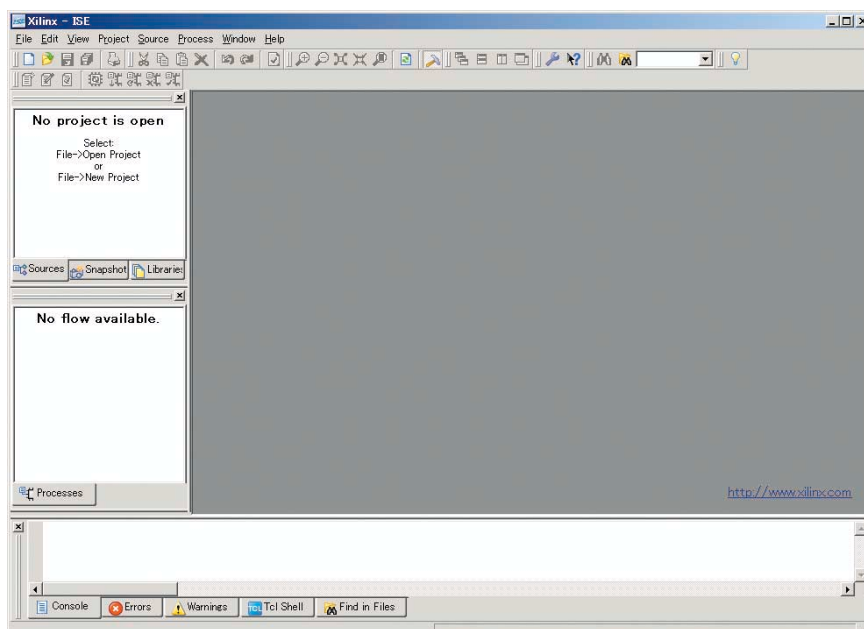 Xilinx - ISE
File Edit View Project Source Process Window Help
No project is open
Select:
File->Open Project
or
File->New Project
Sources Snapshot Libraries
No flow available.
Processes
http://www.xilinx.com
Console Errors Warnings TCL Tcl Shell Find in Files